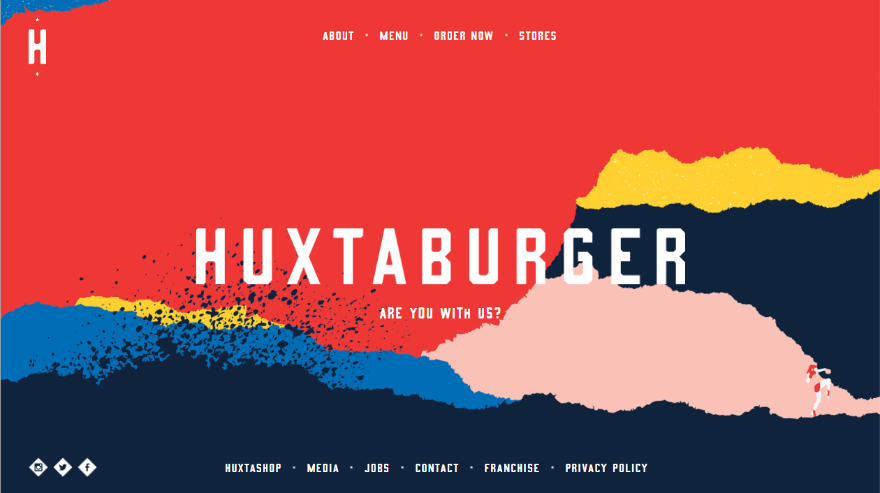 H
ABOUT • MENU • ORDER NOW • STORES
HUXTABURGER
ARE YOU WITH US?
HUXTASHOP • MEDIA • JOBS • CONTACT • FRANCHISE • PRIVACY POLICY